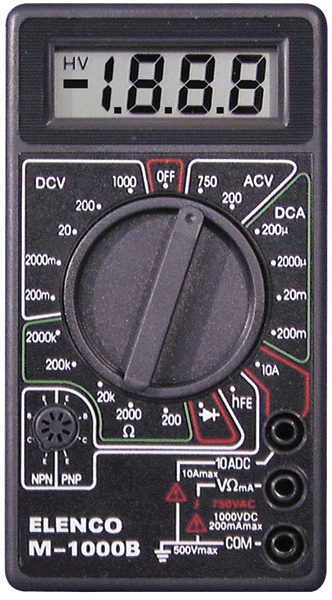 HV
-1.8.8.8
DCV 1000 OFF 750 ACV
200 200 DCA
20 200μ
2000m 2000μ
200m 20m
2000k 200m
200k 10A
20k 2000 200 hFE
Ω
E E
B B
C C
E E
NPN PNP
10ADC
10Amax
VΩmA
750VAC
1000VDC
200mAmax
ELENCO
M-1000B
COM
500Vmax